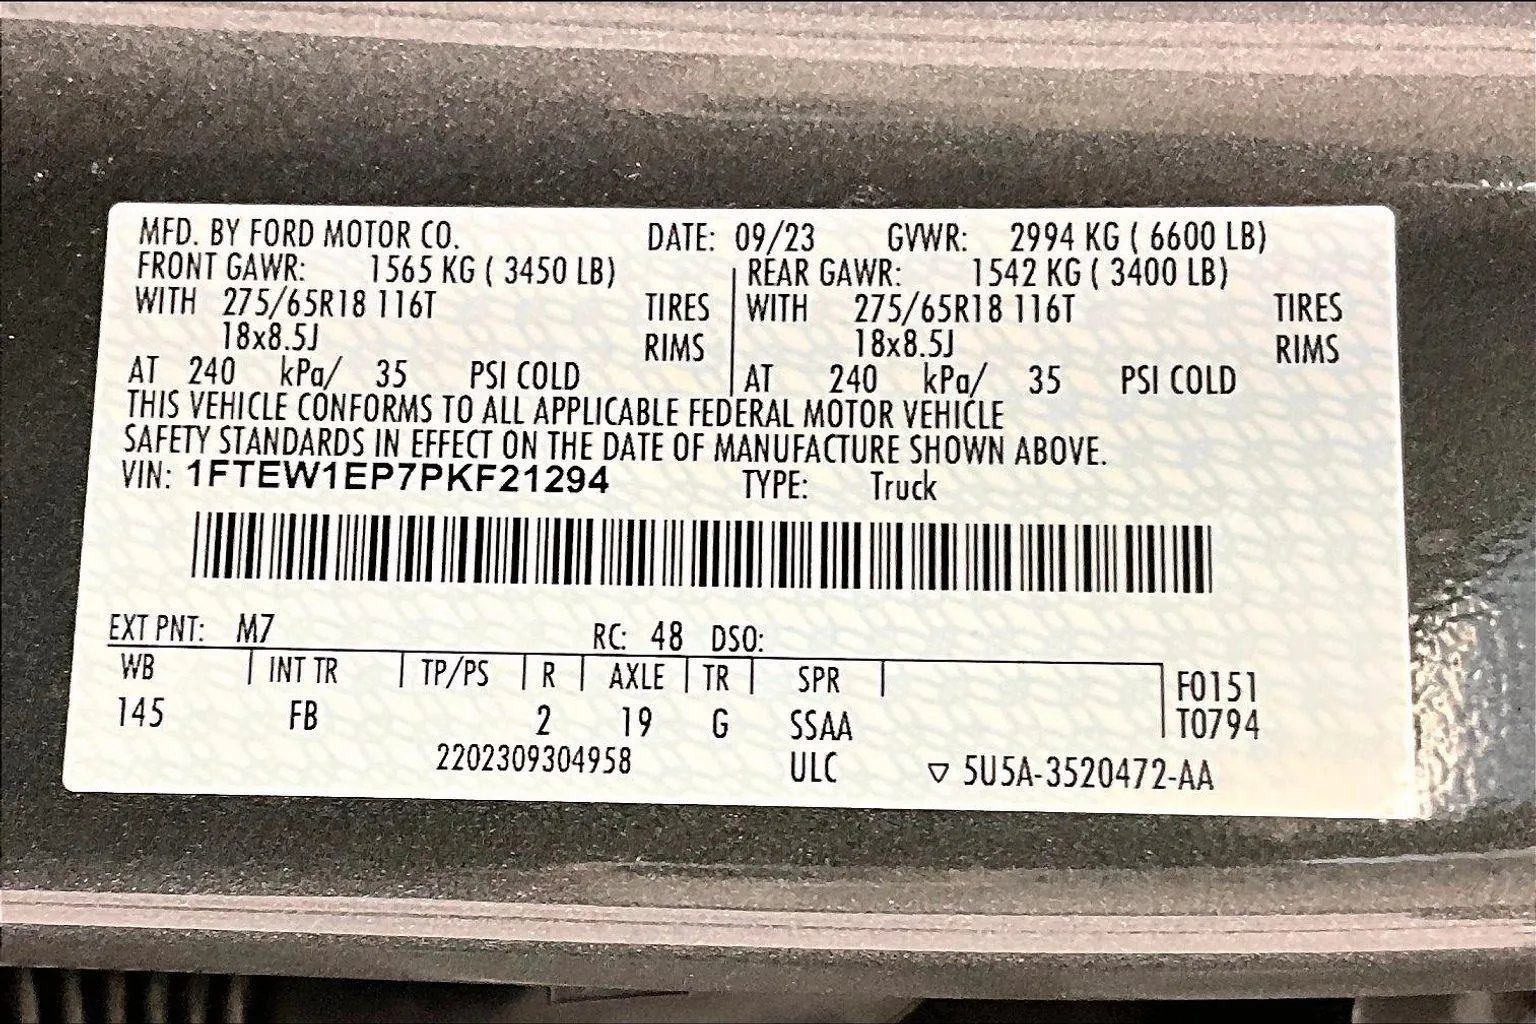 MFD. BY FORD MOTOR CO. DATE: 09/23 GVWR: 2994 KG ( 6600 LB)
FRONT GAWR: 1565 KG ( 3450 LB) REAR GAWR: 1542 KG ( 3400 LB)
WITH 275/65R18 116T TIRES WITH 275/65R18 116T TIRES
18x8.5J RIMS 18x8.5J RIMS
AT 240 kPa/ 35 PSI COLD AT 240 kPa/ 35 PSI COLD
THIS VEHICLE CONFORMS TO ALL APPLICABLE FEDERAL MOTOR VEHICLE
SAFETY STANDARDS IN EFFECT ON THE DATE OF MANUFACTURE SHOWN ABOVE.
VIN: 1FTEW1EP7PKF21294 TYPE: Truck
EXT PNT: M7 RC: 48 DSO:
WB INT TR TP/PS R AXLE TR SPR F0151
145 FB 2 19 G SSAA T0794
2202309304958 ULC ▽ 5U5A-3520472-AA